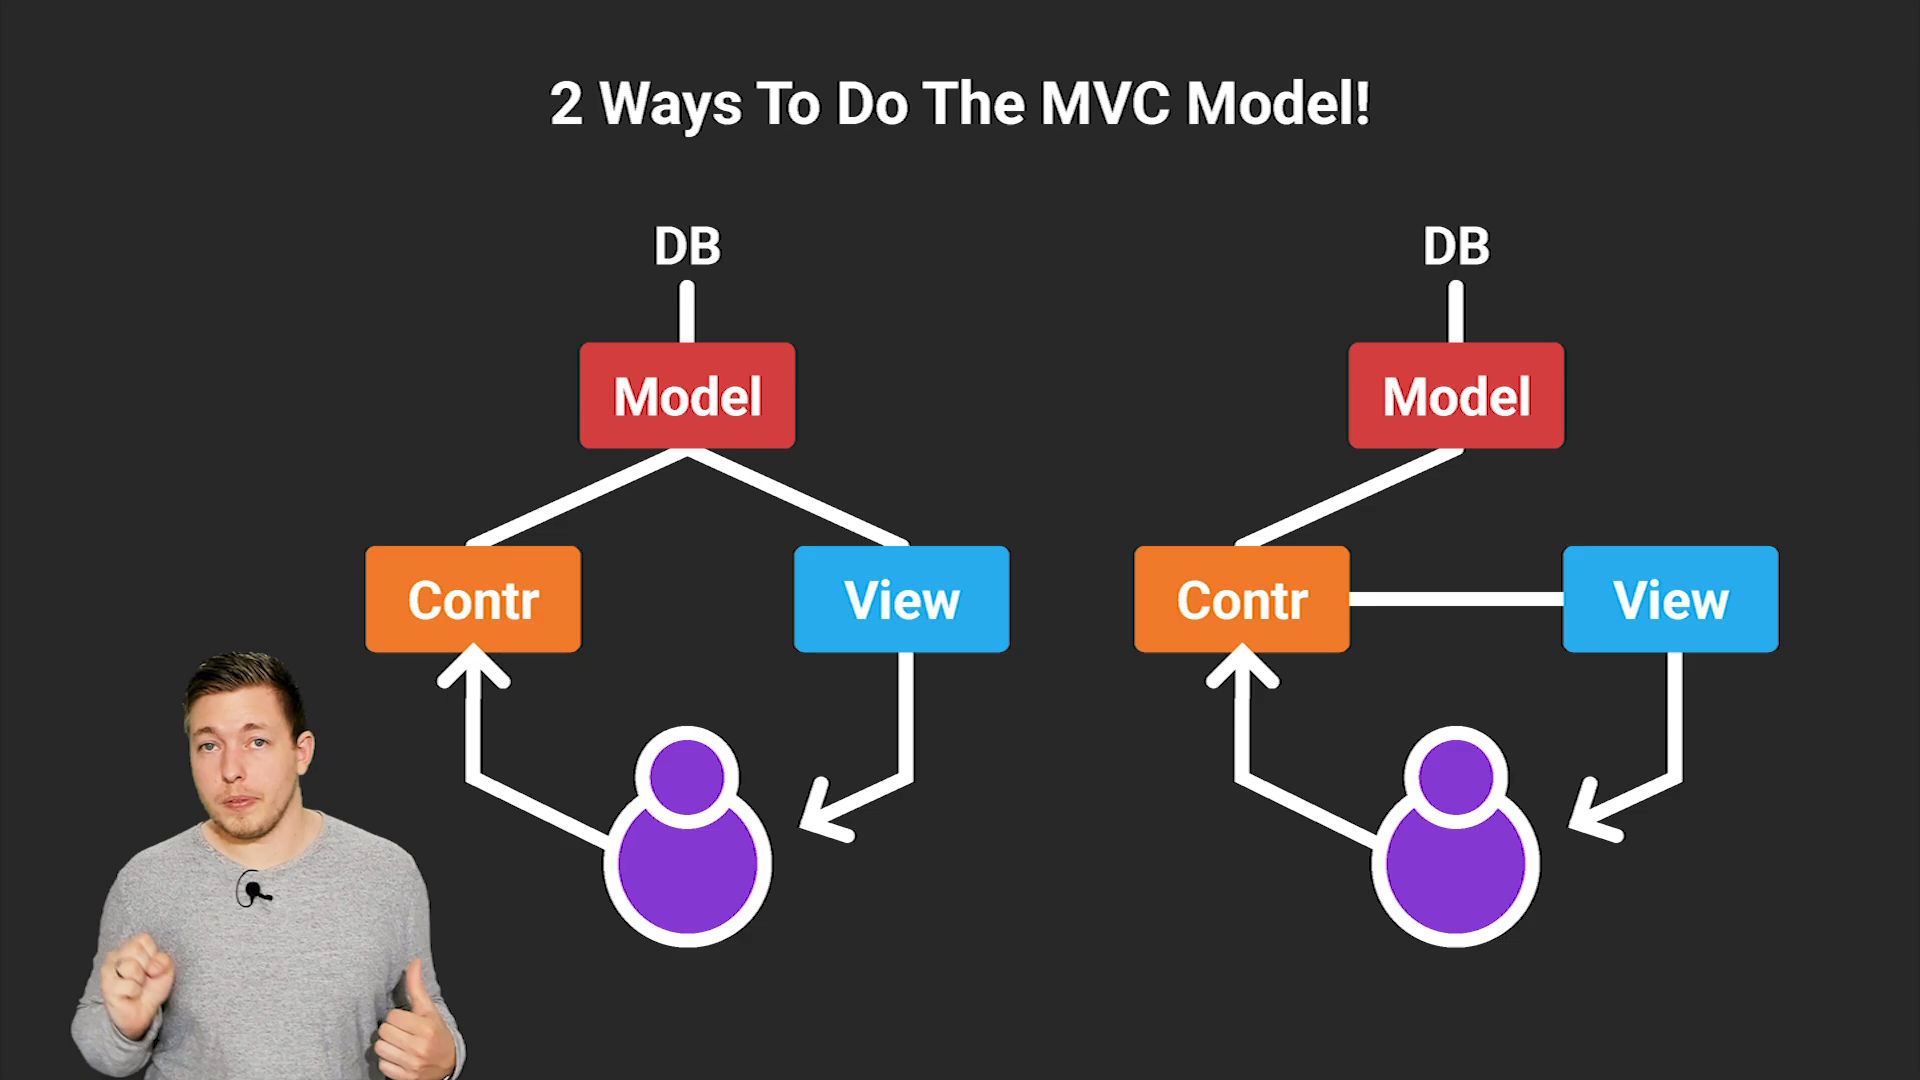 2 Ways To Do The MVC Model!
DB
Model
Contr
View
DB
Model
Contr
View